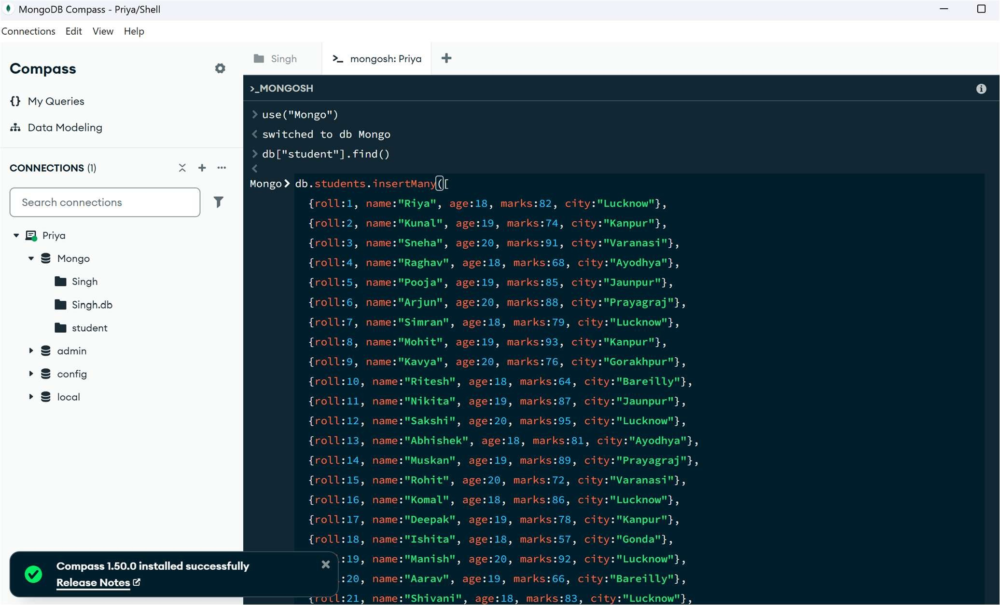 MongoDB Compass - Priya/Shell
Connections Edit View Help
Compass
My Queries
Data Modeling
CONNECTIONS (1)
Search connections
Priya
Mongo
Singh
Singh.db
student
admin
config
local
Singh
>_ mongosh: Priya
>_MONGOSH
> use("Mongo")
< switched to db Mongo
> db["student"].find()
<
Mongo> db.students.insertMany([
{roll:1, name:"Riya", age:18, marks:82, city:"Lucknow"},
{roll:2, name:"Kunal", age:19, marks:74, city:"Kanpur"},
{roll:3, name:"Sneha", age:20, marks:91, city:"Varanasi"},
{roll:4, name:"Raghav", age:18, marks:68, city:"Ayodhya"},
{roll:5, name:"Pooja", age:19, marks:85, city:"Jaunpur"},
{roll:6, name:"Arjun", age:20, marks:88, city:"Prayagraj"},
{roll:7, name:"Simran", age:18, marks:79, city:"Lucknow"},
{roll:8, name:"Mohit", age:19, marks:93, city:"Kanpur"},
{roll:9, name:"Kavya", age:20, marks:76, city:"Gorakhpur"},
{roll:10, name:"Ritesh", age:18, marks:64, city:"Bareilly"},
{roll:11, name:"Nikita", age:19, marks:87, city:"Jaunpur"},
{roll:12, name:"Sakshi", age:20, marks:95, city:"Lucknow"},
{roll:13, name:"Abhishek", age:18, marks:81, city:"Ayodhya"},
{roll:14, name:"Muskan", age:19, marks:89, city:"Prayagraj"},
{roll:15, name:"Rohit", age:20, marks:72, city:"Varanasi"},
{roll:16, name:"Komal", age:18, marks:86, city:"Lucknow"},
{roll:17, name:"Deepak", age:19, marks:78, city:"Kanpur"},
{roll:18, name:"Ishita", age:18, marks:57, city:"Gonda"},
:19, name:"Manish", age:20, marks:92, city:"Lucknow"},
:20, name:"Aarav", age:19, marks:66, city:"Bareilly"},
{roll:21, name:"Shivani", age:18, marks:83, city:"Lucknow"},
Compass 1.50.0 installed successfully
Release Notes